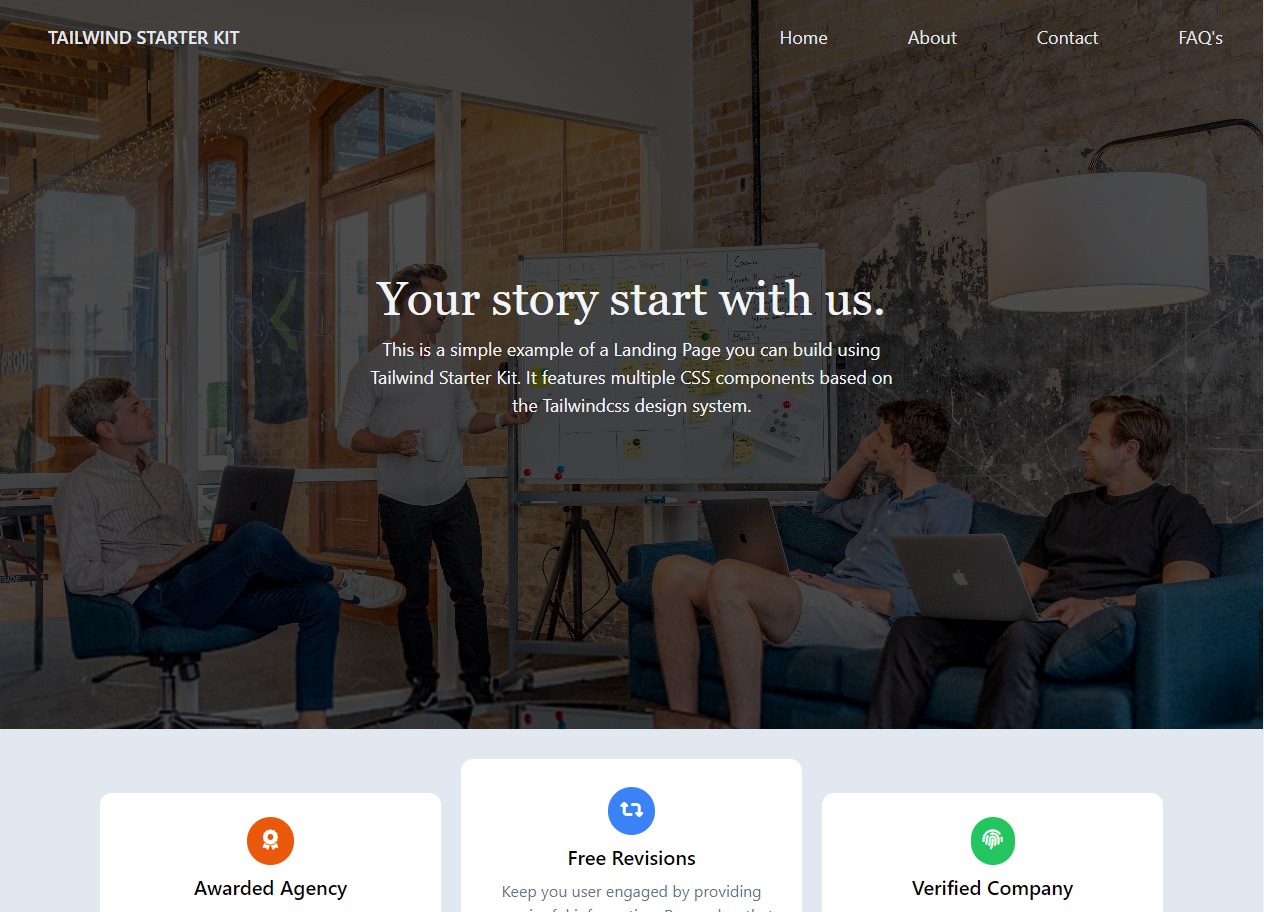 TAILWIND STARTER KIT
Home About Contact FAQ's
Your story start with us.
This is a simple example of a Landing Page you can build using
Tailwind Starter Kit. It features multiple CSS components based on
the Tailwindcss design system.
Awarded Agency
Free Revisions
Keep you user engaged by providing
Verified Company